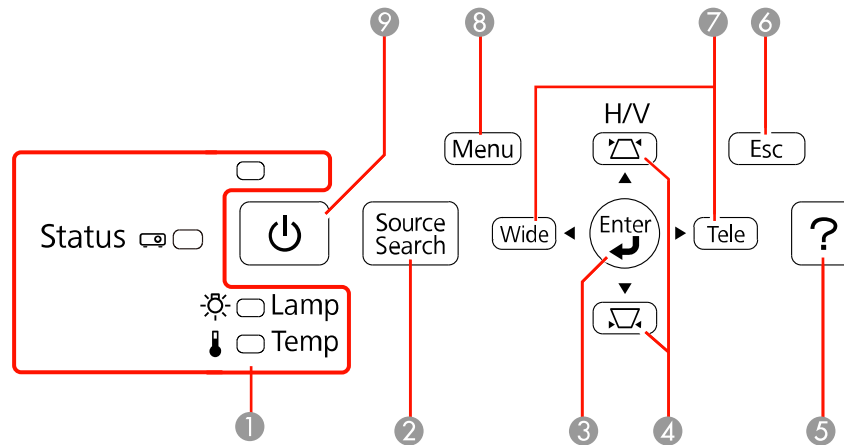 9
8
7
6
H/V
Menu
Esc
Status
Source
Search
Wide
Enter
Tele
?
Lamp
Temp
1
2
3
4
5